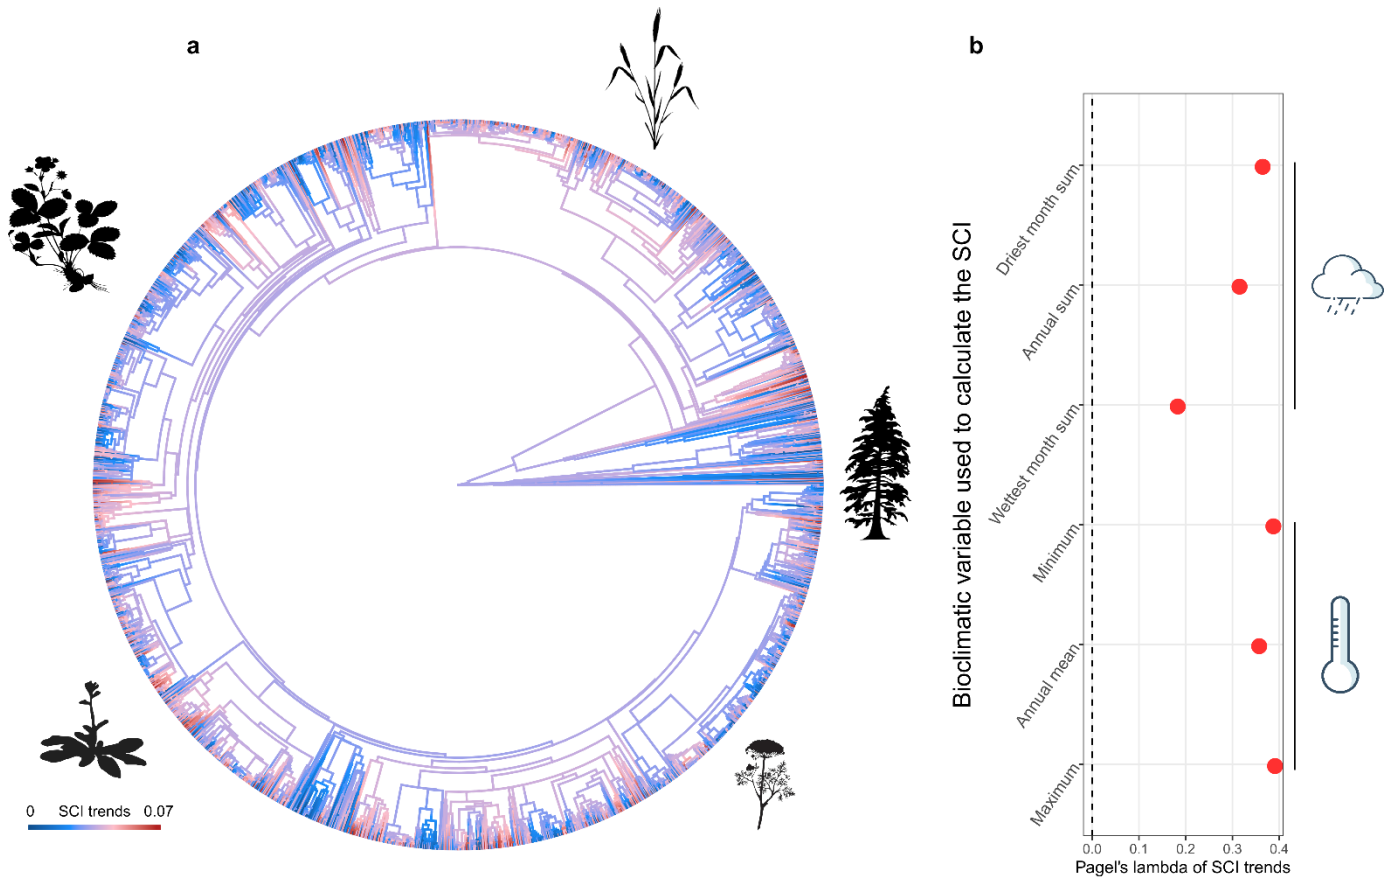 a
0 SCI trends 0.07
b
Bioclimatic variable used to calculate the SCI
Driest month sum
Annual sum
Wettest month sum
Minimum
Annual mean
Maximum
0.0 0.1 0.2 0.3 0.4
Pagel's lambda of SCI trends